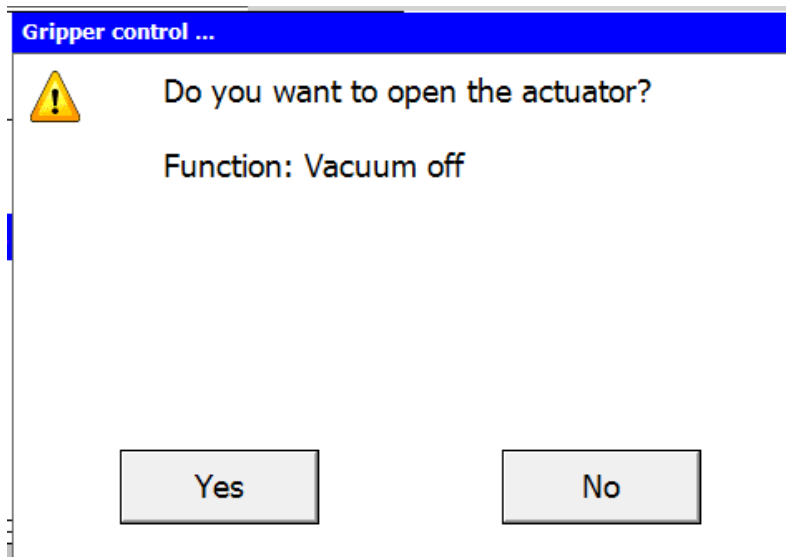 Gripper control ...
Do you want to open the actuator?
Function: Vacuum off
Yes
No